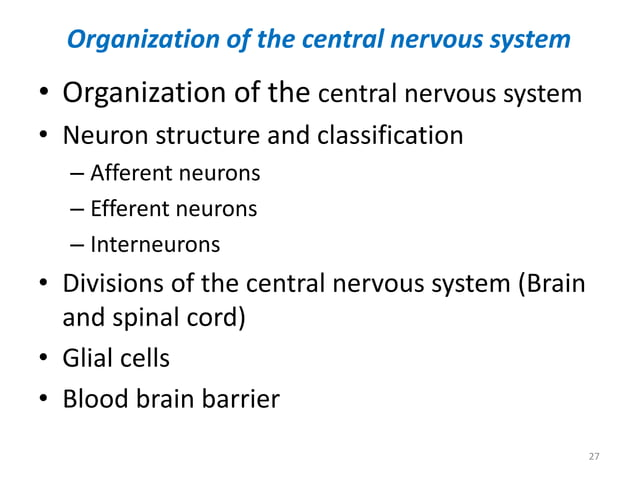 Organization of the central nervous system
• Organization of the central nervous system
• Neuron structure and classification
– Afferent neurons
– Efferent neurons
– Interneurons
• Divisions of the central nervous system (Brain
and spinal cord)
• Glial cells
• Blood brain barrier
27